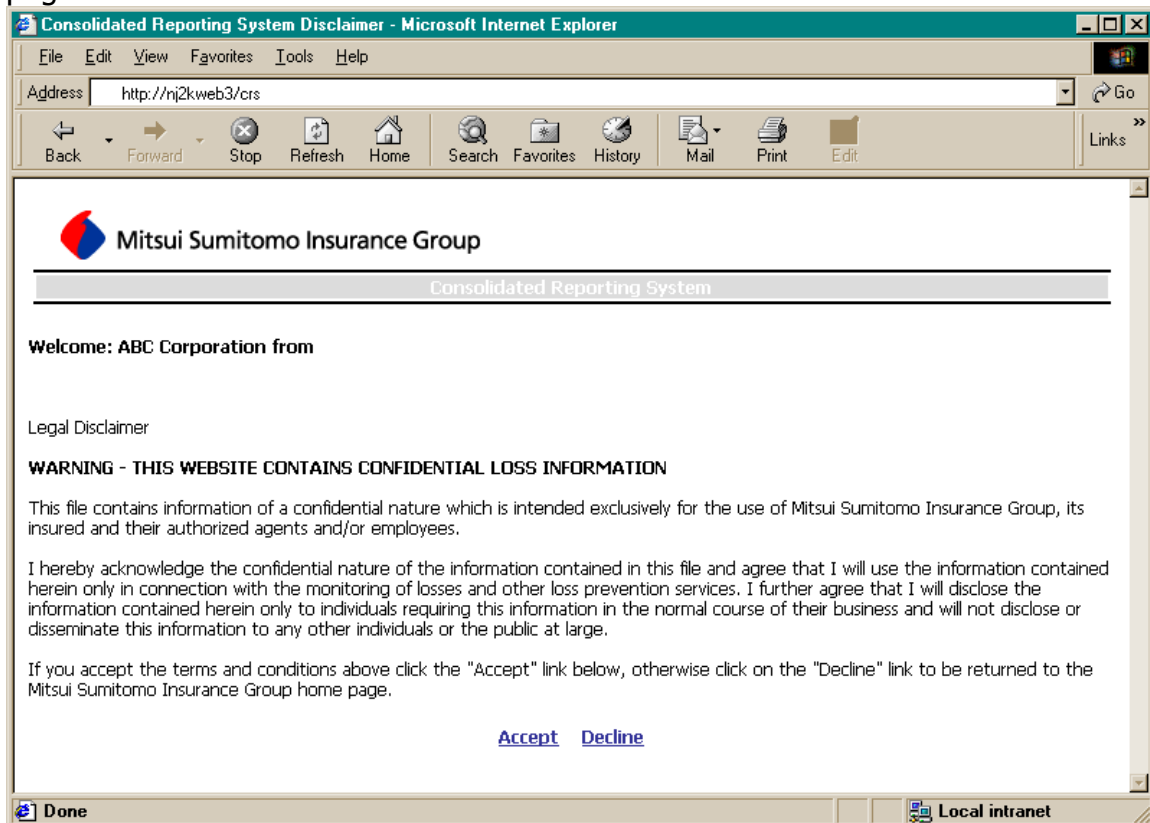 Consolidated Reporting System Disclaimer - Microsoft Internet Explorer
File Edit View Favorites Tools Help
Address http://nj2kweb3/crs Go
Back Forward Stop Refresh Home Search Favorites History Mail Print Edit Links »
Mitsui Sumitomo Insurance Group
Consolidated Reporting System
Welcome: ABC Corporation from
Legal Disclaimer
WARNING - THIS WEBSITE CONTAINS CONFIDENTIAL LOSS INFORMATION
This file contains information of a confidential nature which is intended exclusively for the use of Mitsui Sumitomo Insurance Group, its
insured and their authorized agents and/or employees.
I hereby acknowledge the confidential nature of the information contained in this file and agree that I will use the information contained
herein only in connection with the monitoring of losses and other loss prevention services. I further agree that I will disclose the
information contained herein only to individuals requiring this information in the normal course of their business and will not disclose or
disseminate this information to any other individuals or the public at large.
If you accept the terms and conditions above click the "Accept" link below, otherwise click on the "Decline" link to be returned to the
Mitsui Sumitomo Insurance Group home page.
Accept Decline
Done Local intranet